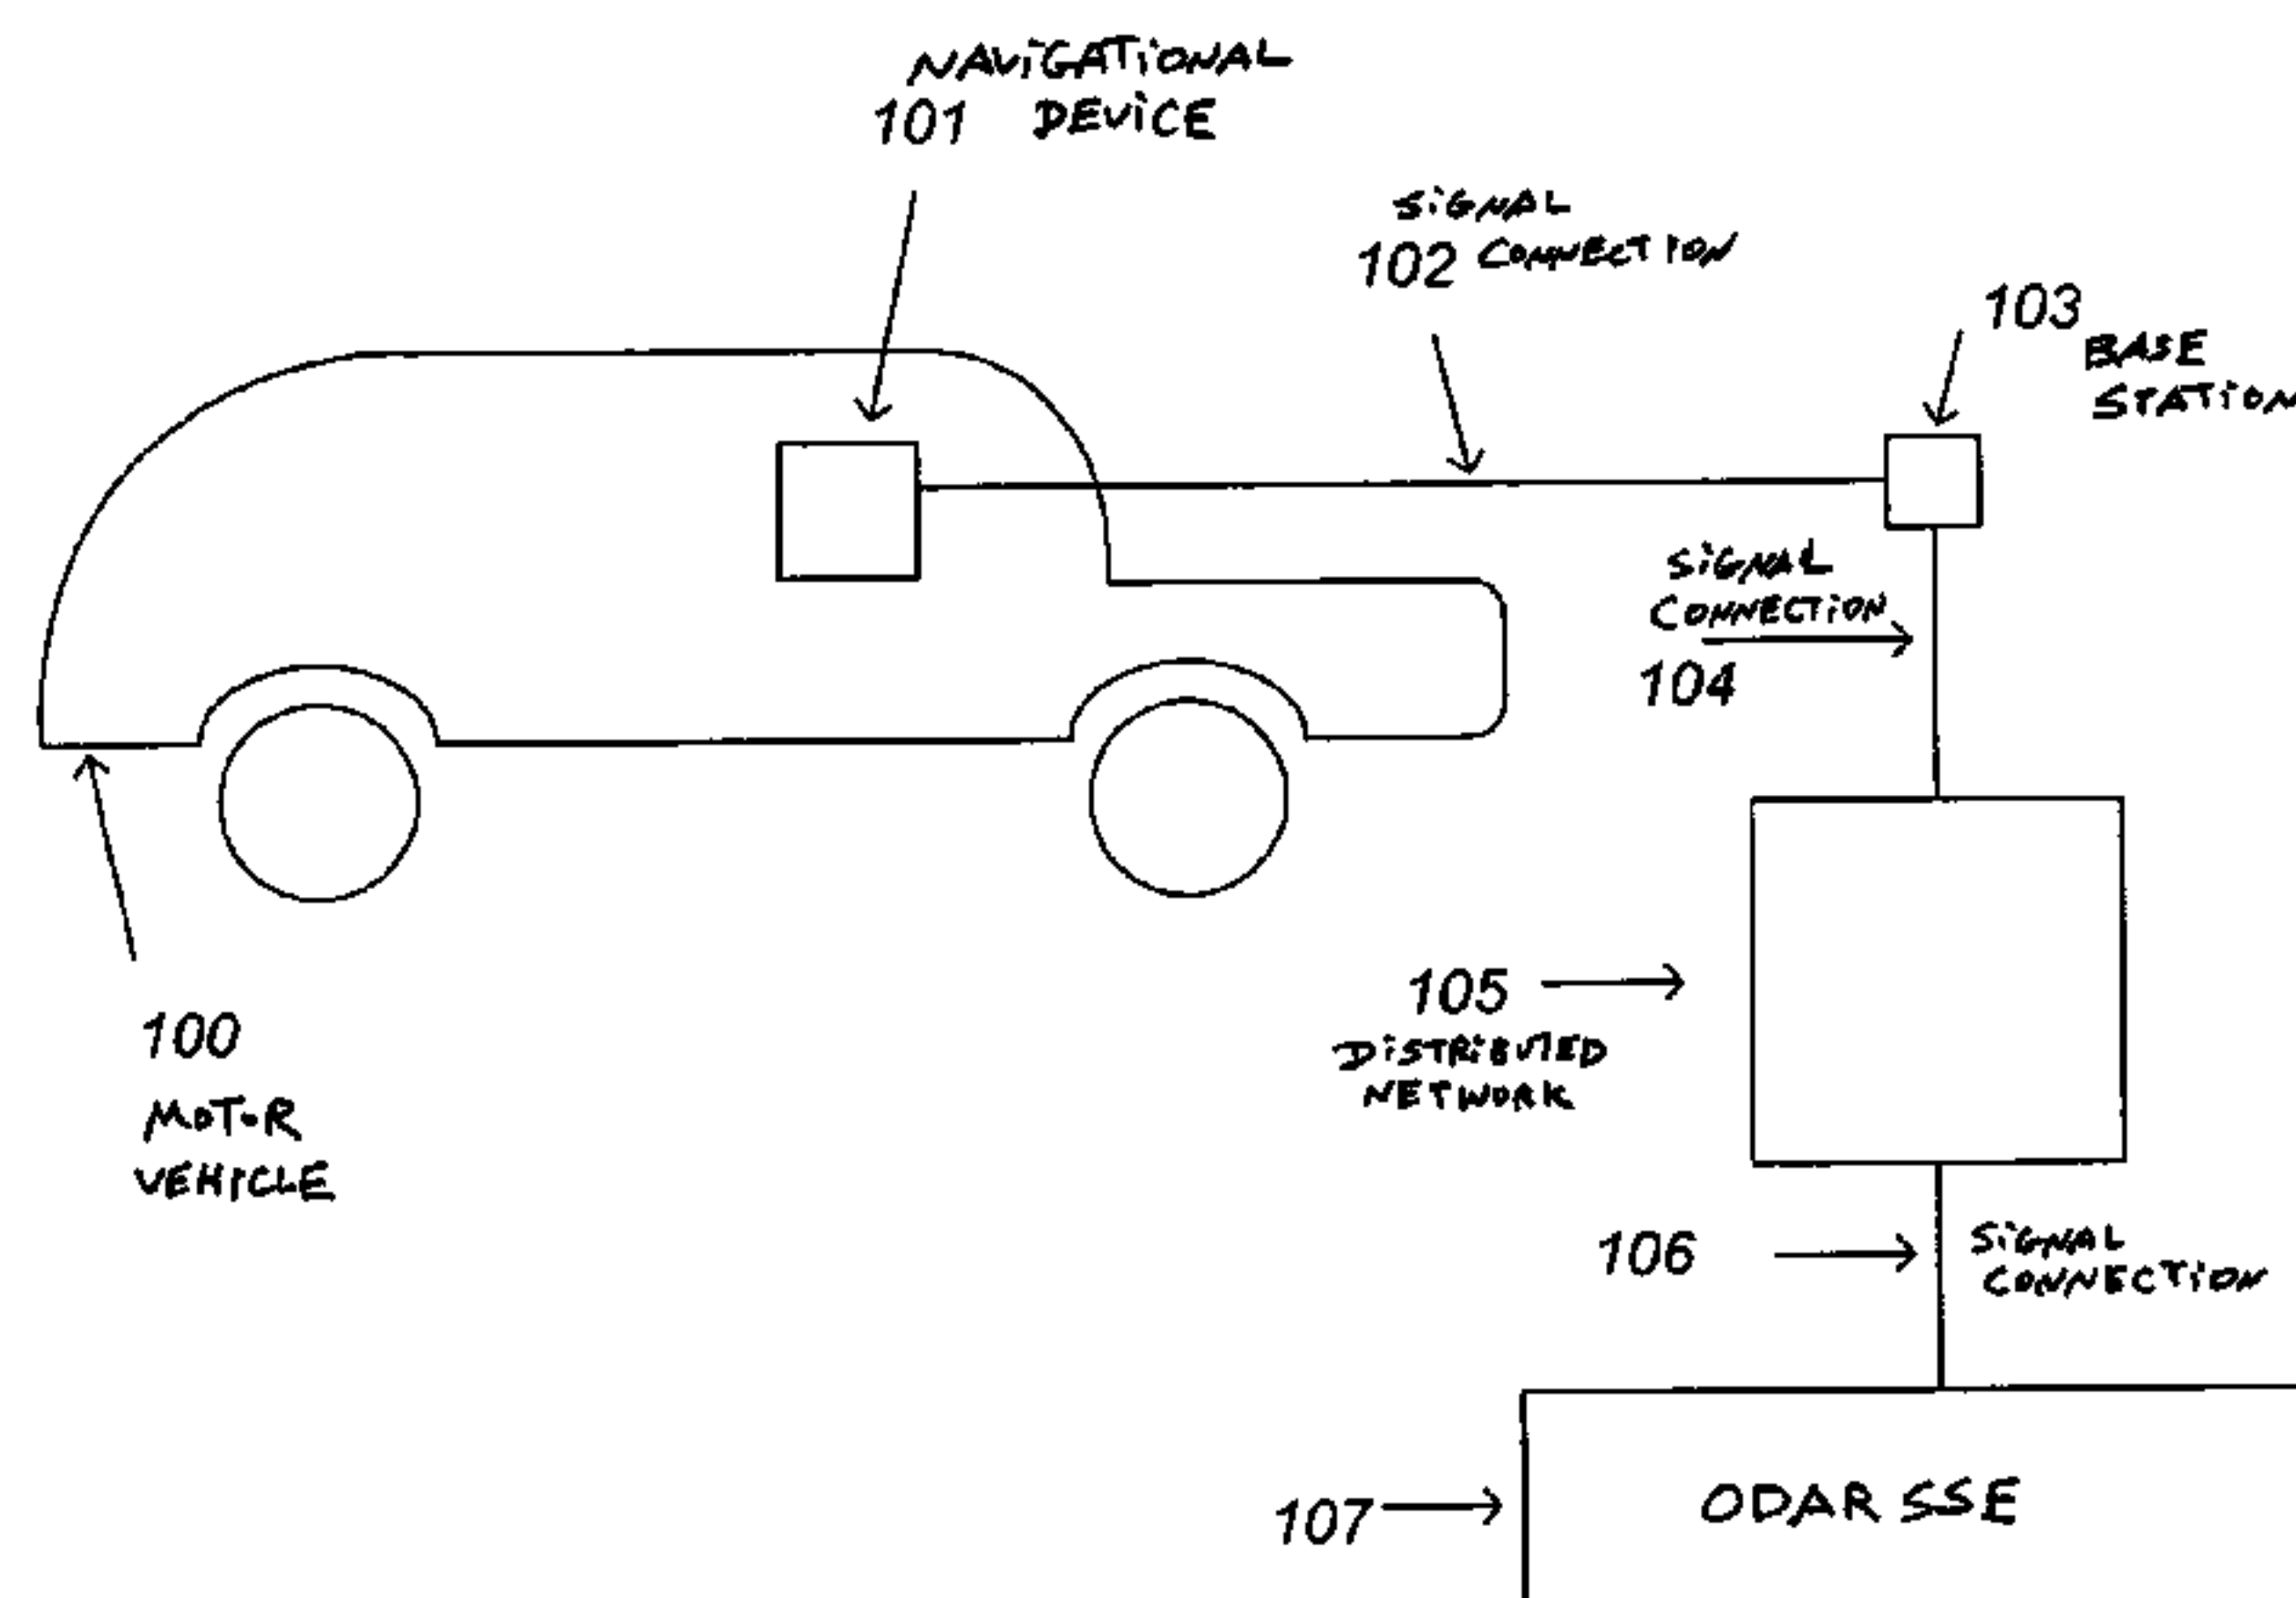 NAVIGATIONAL
101 DEVICE
SIGNAL
102 CONNECTION
103
BASE
STATION
SIGNAL
CONNECTION
104
100
MOTOR
VEHICLE
105
DISTRIBUTED
NETWORK
106
SIGNAL
CONNECTION
107
ODAR SSE